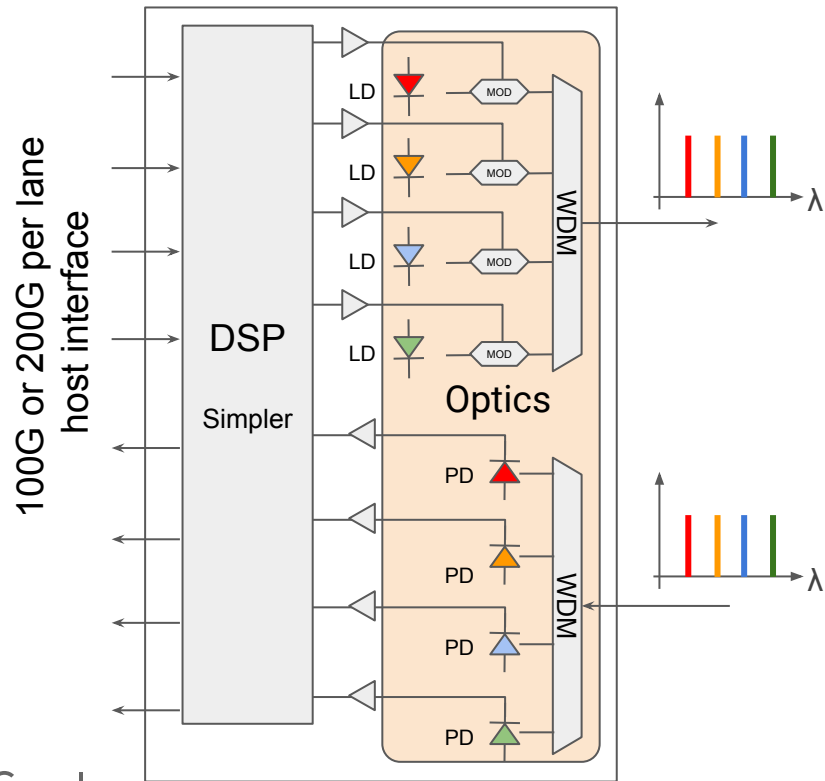 100G or 200G per lane
host interface
DSP
Simpler
LD
MOD
LD
MOD
LD
MOD
LD
MOD
WDM
λ
Optics
PD
PD
PD
PD
WDM
λ